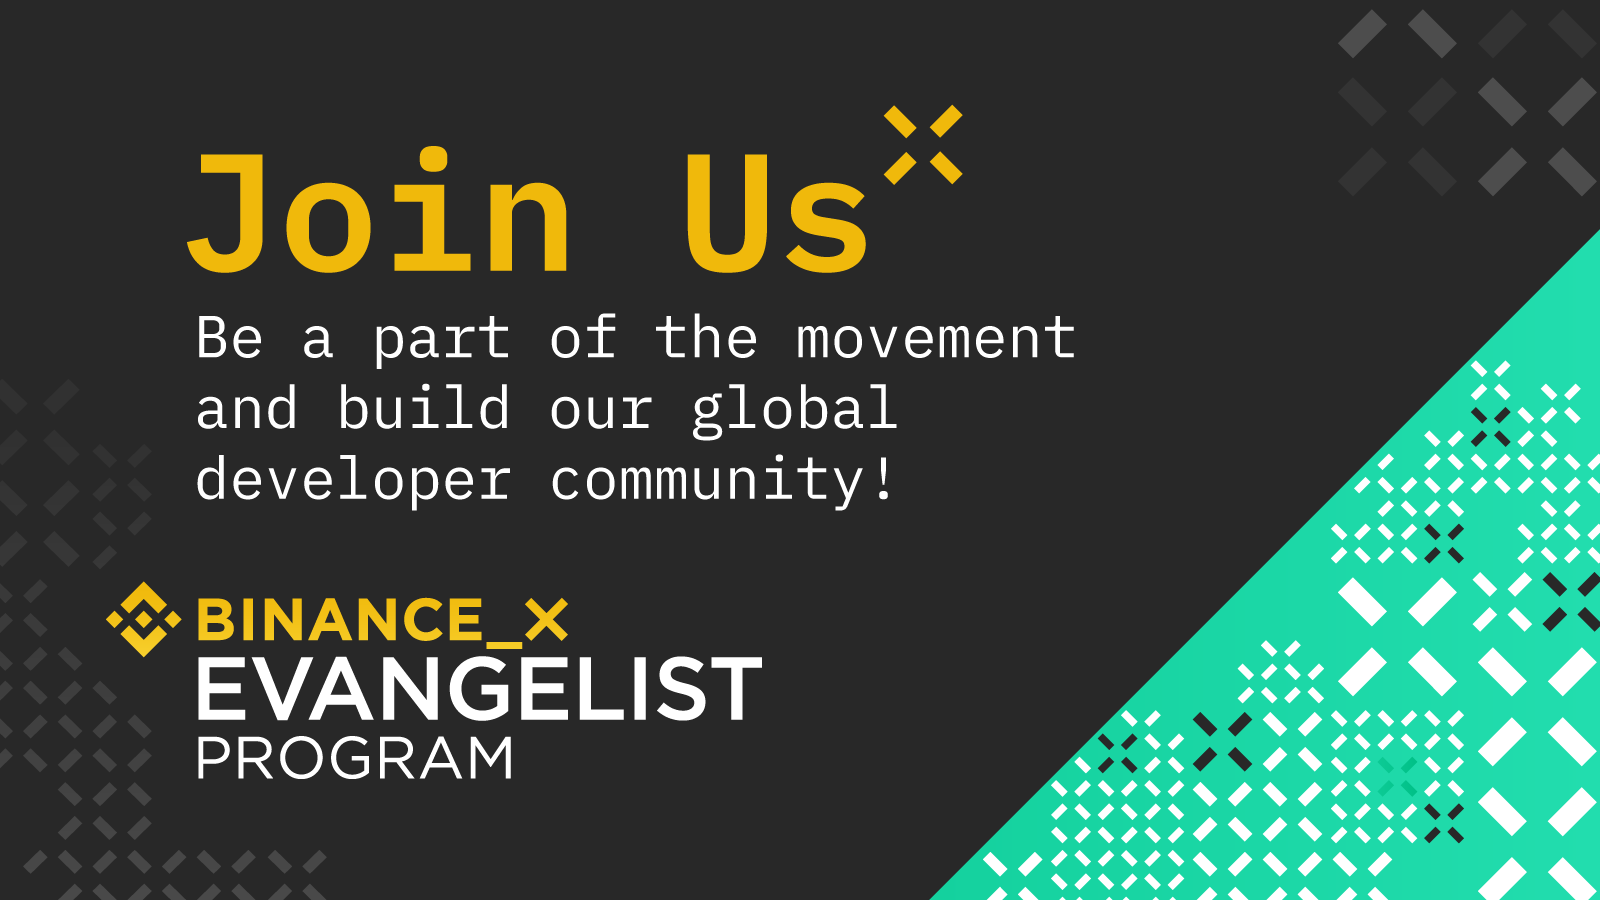 Join Us
Be a part of the movement
and build our global
developer community!
BINANCE_X
EVANGELIST
PROGRAM